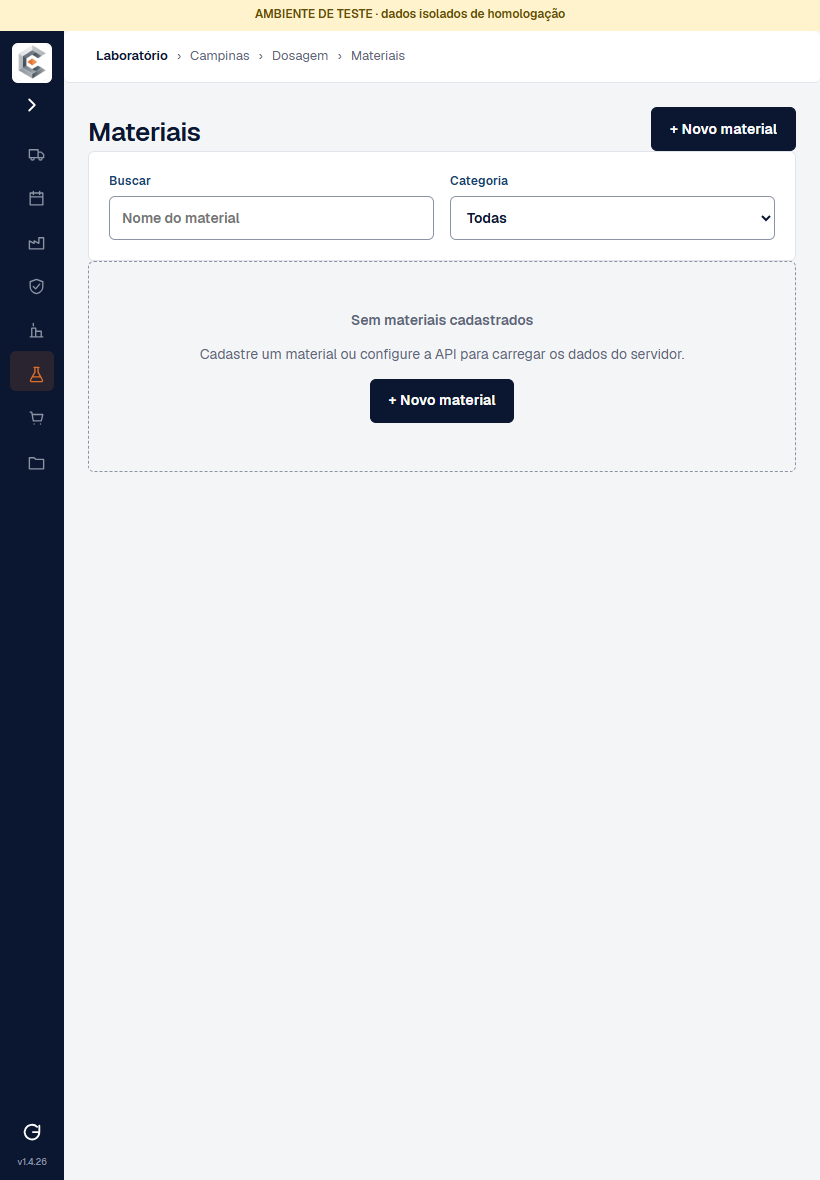 AMBIENTE DE TESTE · dados isolados de homologação
Laboratório › Campinas › Dosagem › Materiais
Materiais
+ Novo material
Buscar
Categoria
Nome do material
Todas
Sem materiais cadastrados
Cadastre um material ou configure a API para carregar os dados do servidor.
+ Novo material
v1.4.26